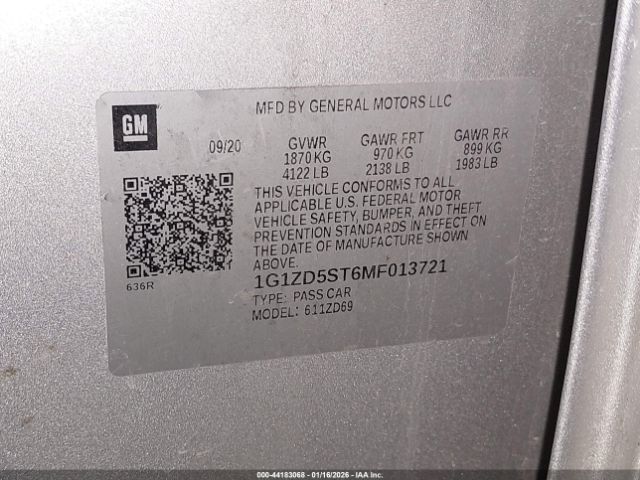 GM
MFD BY GENERAL MOTORS LLC
09/20 GVWR GAWR FRT GAWR RR
1870 KG 970 KG 899 KG
4122 LB 2138 LB 1983 LB
THIS VEHICLE CONFORMS TO ALL
APPLICABLE U.S. FEDERAL MOTOR
VEHICLE SAFETY, BUMPER, AND THEFT
PREVENTION STANDARDS IN EFFECT ON
THE DATE OF MANUFACTURE SHOWN
ABOVE.
636R
1G1ZD5ST6MF013721
TYPE: PASS CAR
MODEL: 611ZD69
000-44183068 - 01/16/2026 - IAA Inc.